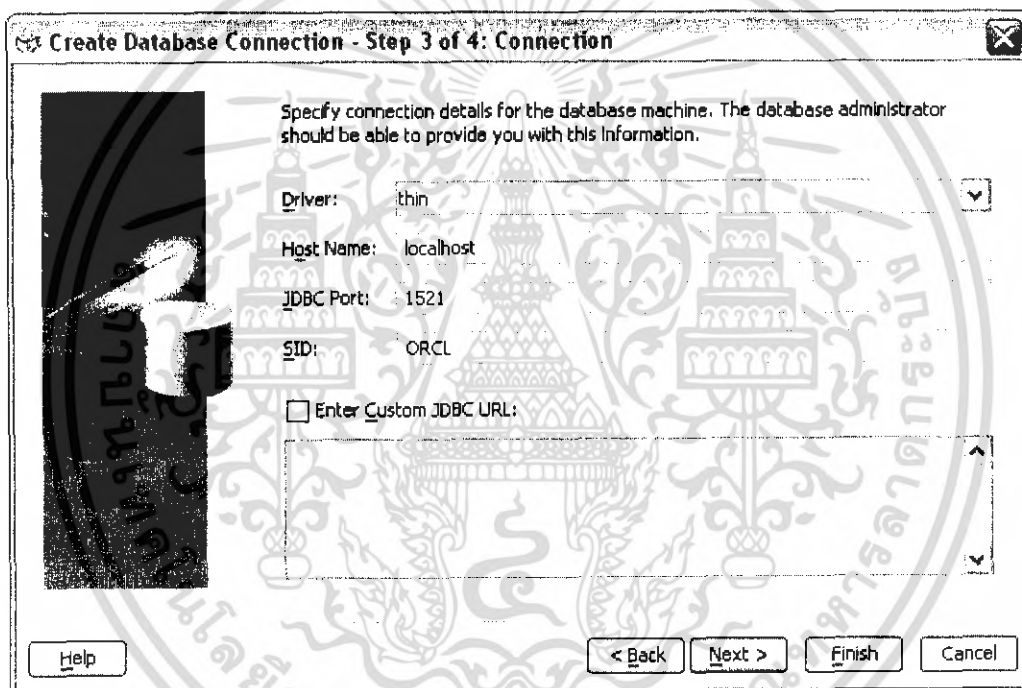 Create Database Connection - Step 3 of 4: Connection
Specify connection details for the database machine. The database administrator
should be able to provide you with this information.
Driver: thin
Host Name: localhost
JDBC Port: 1521
SID: ORCL
Enter Custom JDBC URL:
Help
< Back
Next >
Finish
Cancel